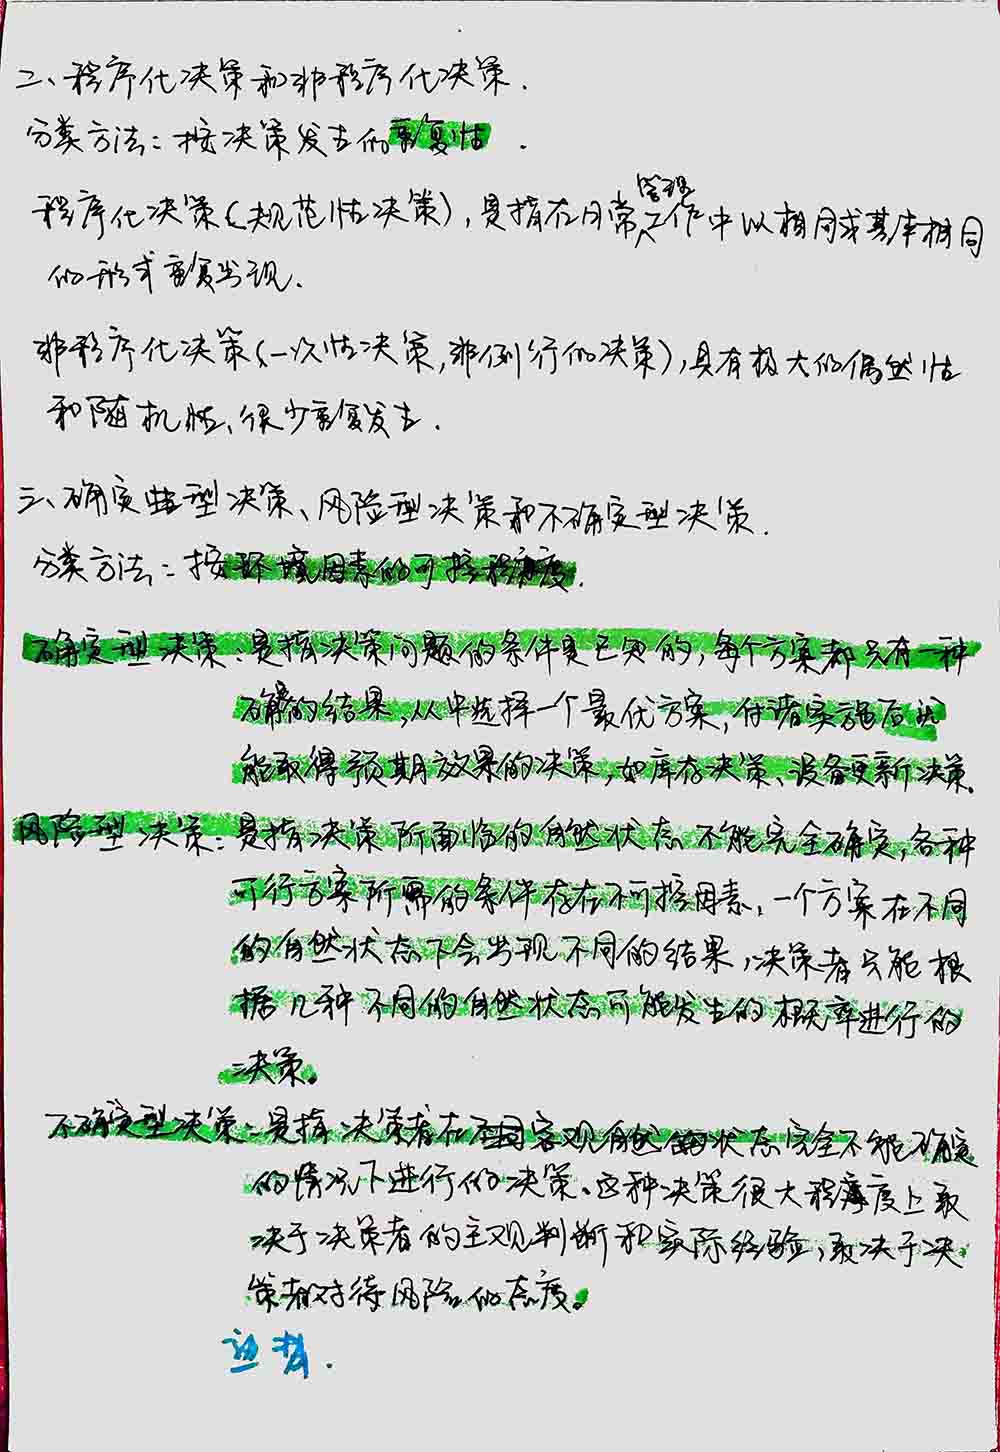 二、程序化决策和非程序化决策.
分类方法：按决策发生的重复性.
程序化决策(规范性决策)，是指在日常管理工作中以相同或基本相同
的形式重复出现.
非程序化决策(一次性决策,非例行的决策),具有极大的偶然性
和随机性、很少重复发生.
三、确定型决策、风险型决策和不确定型决策.
分类方法：按环境因素的可控程度.
确定型决策：是指决策问题的条件是已知的，每个方案都只有一种
确定的结果，从中选择一个最优方案，付诸实施后就
能取得预期效果的决策，如库存决策、设备更新决策.
风险型决策：是指决策所面临的自然状态不能完全确定，各种
可行方案所需的条件存在不可控因素，一个方案在不同
的自然状态下会出现不同的结果，决策者只能根
据几种不同的自然状态可能发生的概率进行的
决策。
不确定型决策：是指决策者在客观自然状态完全不能确定
的情况下进行的决策、这种决策很大程度上取
决于决策者的主观判断和实际经验，取决于决
策者对待风险的态度。